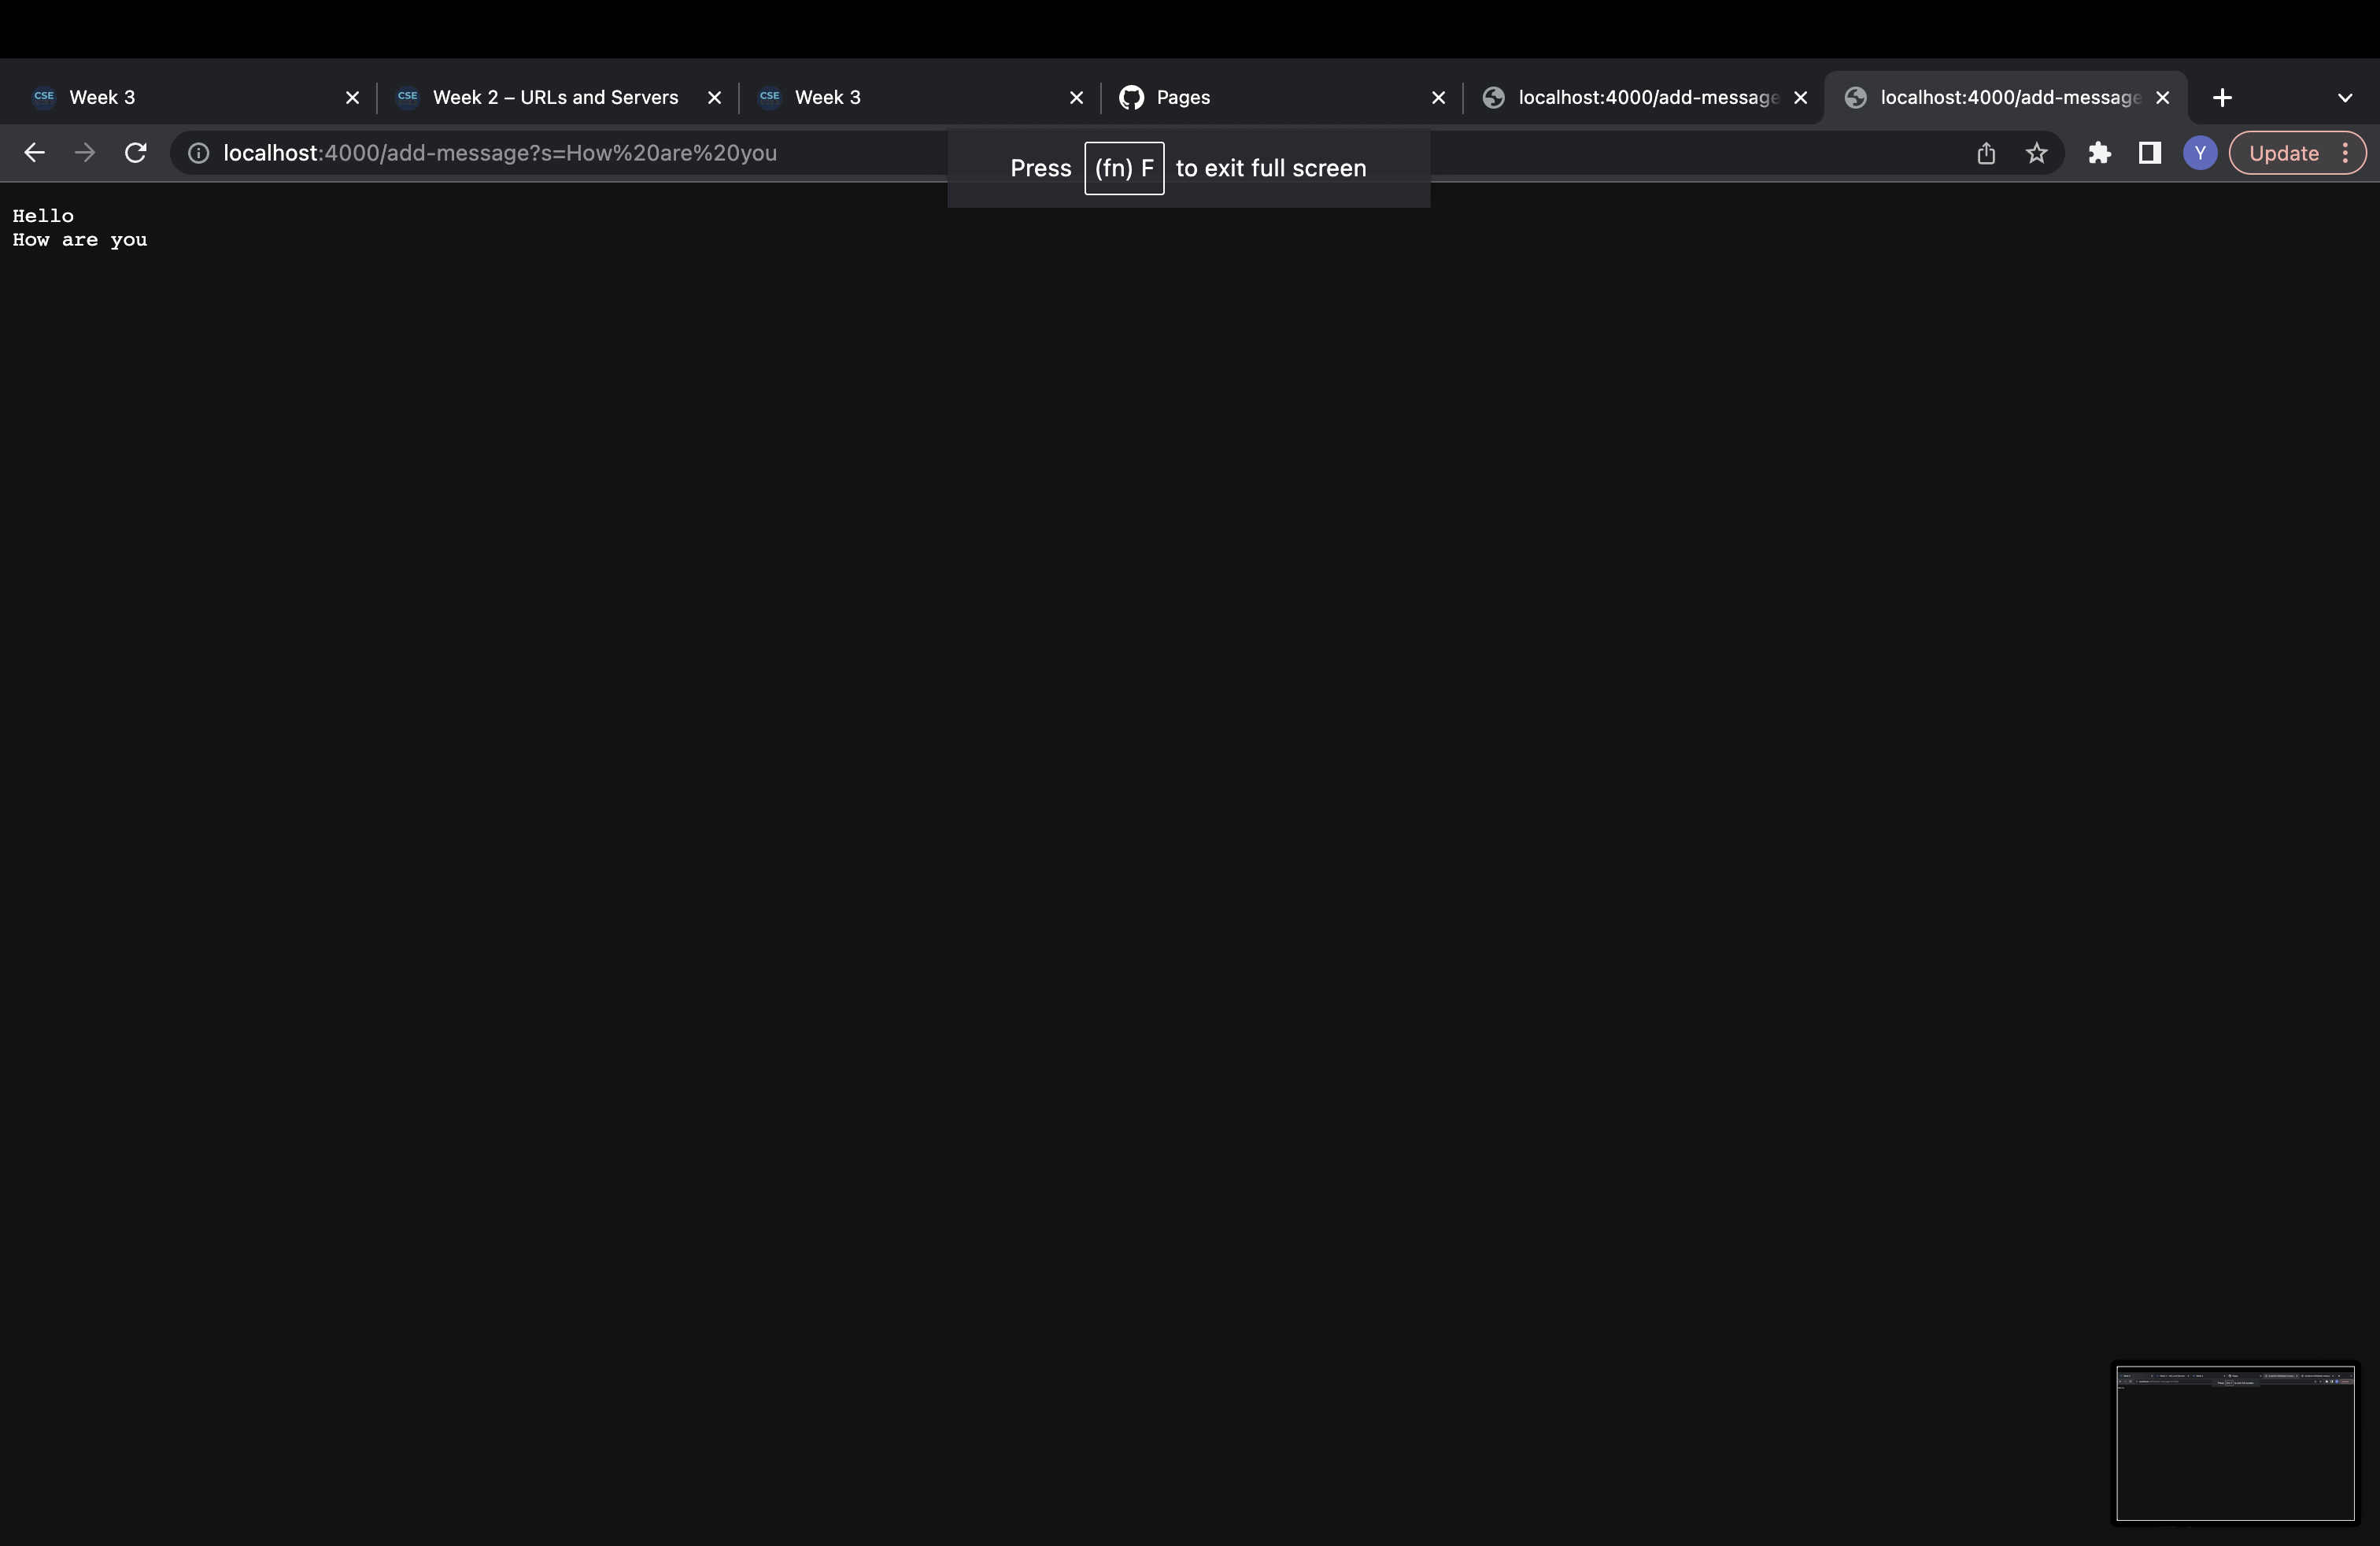 CSE Week 3
CSE Week 2 – URLs and Servers
CSE Week 3
Pages
localhost:4000/add-message
localhost:4000/add-message
localhost:4000/add-message?s=How%20are%20you
Press (fn) F to exit full screen
Y
Update
Hello
How are you